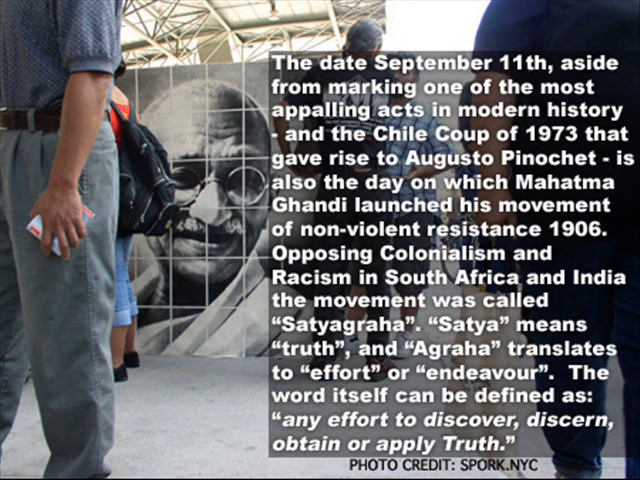 The date September 11th, aside
from marking one of the most
appalling acts in modern history
- and the Chile Coup of 1973 that
gave rise to Augusto Pinochet - is
also the day on which Mahatma
Ghandi launched his movement
of non-violent resistance 1906.
Opposing Colonialism and
Racism in South Africa and India
the movement was called
“Satyagraha”. “Satya” means
“truth”, and “Agraha” translates
to “effort” or “endeavour”. The
word itself can be defined as:
“any effort to discover, discern,
obtain or apply Truth.”
PHOTO CREDIT: SPORK.NYC